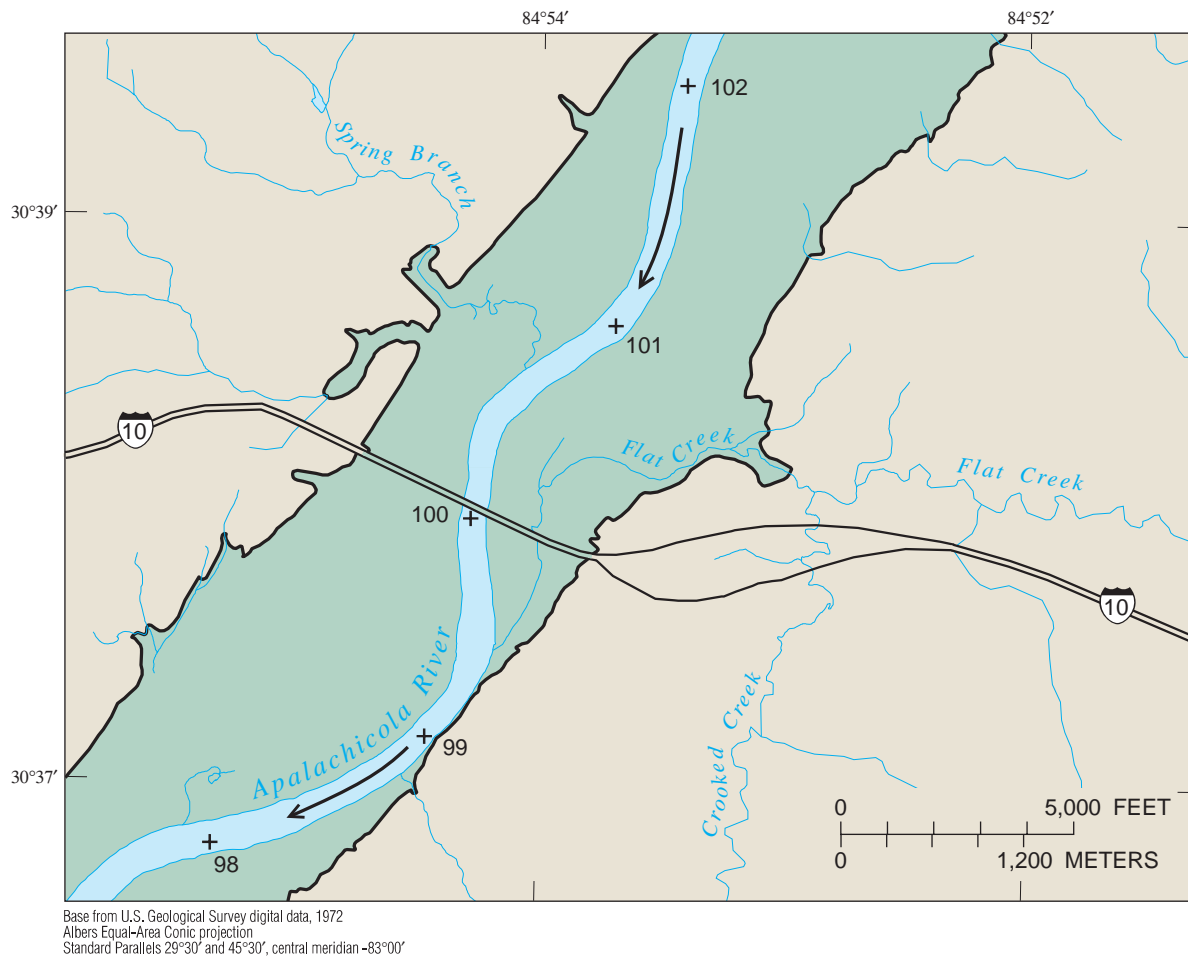 84°54′ 84°52′
102
Spring Branch
30°39′
101
10
Flat Creek
Flat Creek
100
10
Apalachicola River
99
Crooked Creek
30°37′
0 5,000 FEET
0 1,200 METERS
98
Base from U.S. Geological Survey digital data, 1972
Albers Equal-Area Conic projection
Standard Parallels 29°30′ and 45°30′, central meridian -83°00′